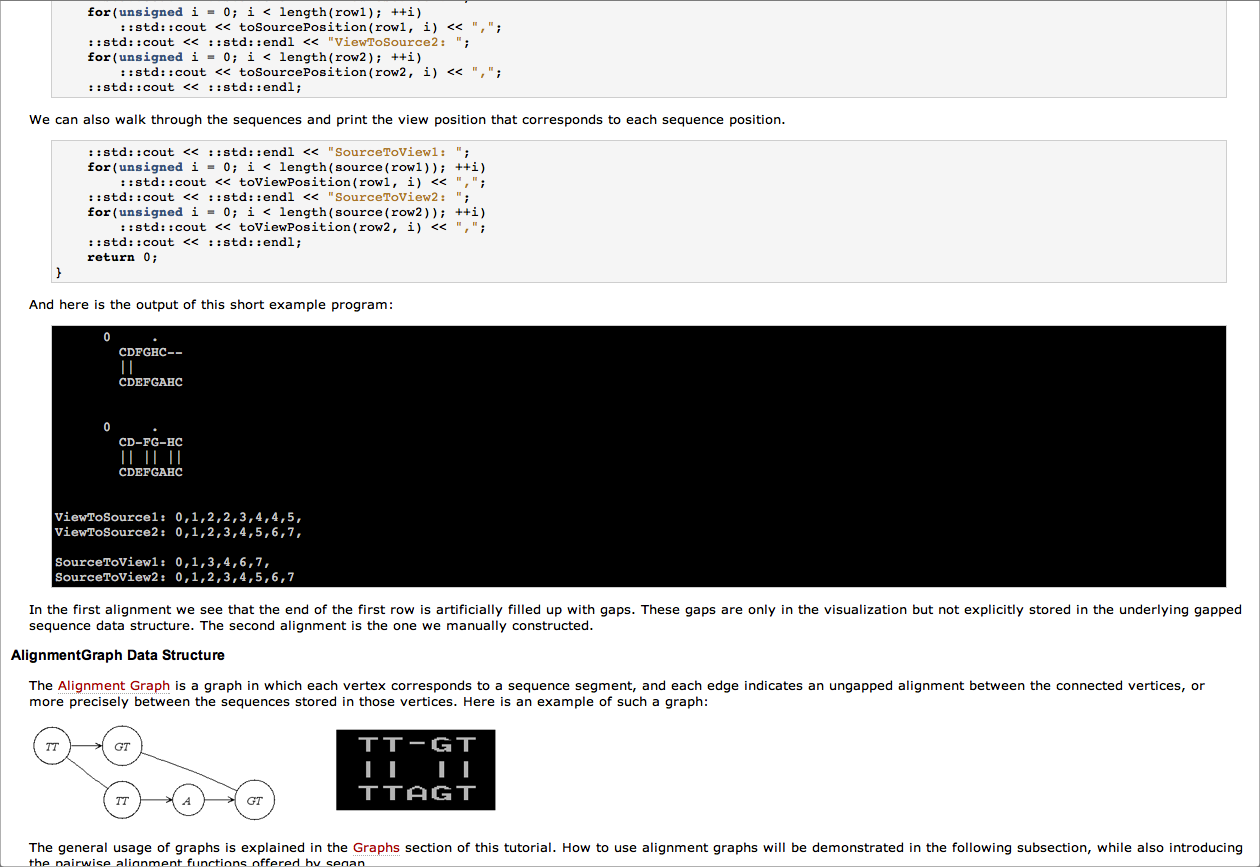 for(unsigned i = 0; i < length(row1); ++i)
::std::cout << toSourcePosition(row1, i) << ",";
::std::cout << ::std::endl << "ViewToSource2: ";
for(unsigned i = 0; i < length(row2); ++i)
::std::cout << toSourcePosition(row2, i) << ",";
::std::cout << ::std::endl;
We can also walk through the sequences and print the view position that corresponds to each sequence position.
::std::cout << ::std::endl << "SourceToView1: ";
for(unsigned i = 0; i < length(source(row1)); ++i)
::std::cout << toViewPosition(row1, i) << ",";
::std::cout << ::std::endl << "SourceToView2: ";
for(unsigned i = 0; i < length(source(row2)); ++i)
::std::cout << toViewPosition(row2, i) << ",";
::std::cout << ::std::endl;
return 0;
}
And here is the output of this short example program:
0     .
CDFGHC--
||
CDEFGAHC
0     .
CD-FG-HC
|| || ||
CDEFGAHC
ViewToSource1: 0,1,2,2,3,4,4,5,
ViewToSource2: 0,1,2,3,4,5,6,7,
SourceToView1: 0,1,3,4,6,7,
SourceToView2: 0,1,2,3,4,5,6,7
In the first alignment we see that the end of the first row is artificially filled up with gaps. These gaps are only in the visualization but not explicitly stored in the underlying gapped
sequence data structure. The second alignment is the one we manually constructed.
AlignmentGraph Data Structure
The Alignment Graph is a graph in which each vertex corresponds to a sequence segment, and each edge indicates an ungapped alignment between the connected vertices, or
more precisely between the sequences stored in those vertices. Here is an example of such a graph:
TT GT
TT A GT
TT-GT
|| ||
TTAGT
The general usage of graphs is explained in the Graphs section of this tutorial. How to use alignment graphs will be demonstrated in the following subsection, while also introducing
the pairwise alignment functions offered by seqan.